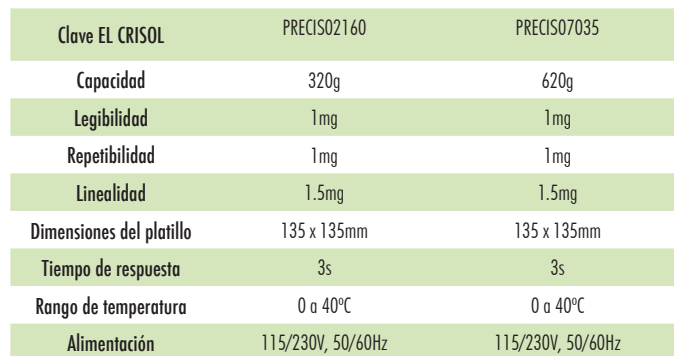 Clave EL CRISOL PRECISO2160 PRECISO7035
Capacidad 320g 620g
Legibilidad 1mg 1mg
Repetibilidad 1mg 1mg
Linealidad 1.5mg 1.5mg
Dimensiones del platillo 135 x 135mm 135 x 135mm
Tiempo de respuesta 3s 3s
Rango de temperatura 0 a 40ºC 0 a 40ºC
Alimentación 115/230V, 50/60Hz 115/230V, 50/60Hz